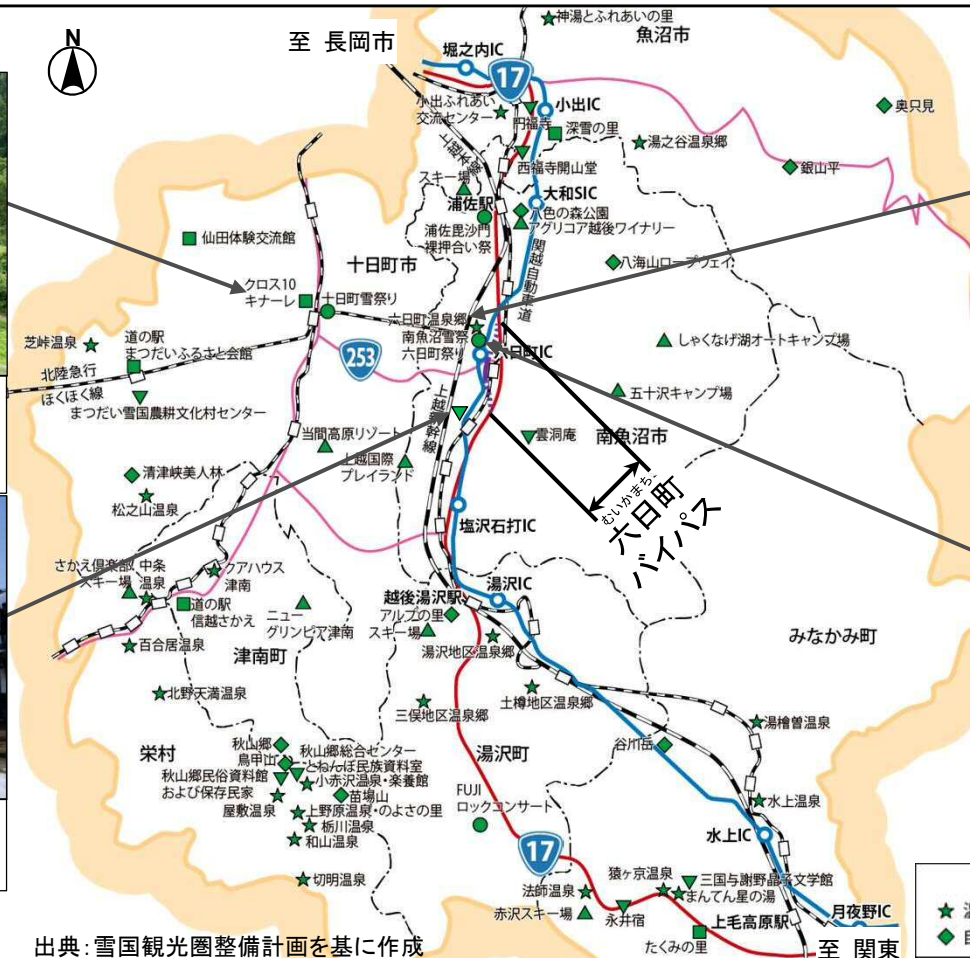 N
至 長岡市
神湯とふれあいの里
魚沼市
堀之内IC
17
小出ふれあい
交流センター
円福寺
小出IC
深雪の里
奥只見
湯之谷温泉郷
銀山平
西福寺開山堂
上越線
スキー場
浦佐駅
大和SIC
八色の森公園
アグリコア越後ワイナリー
浦佐毘沙門
裸押合い祭
関越自動車道
仙田体験交流館
十日町市
八海山ロープウェイ
クロス10
キナーレ
十日町雪祭り
六日町温泉郷
南魚沼雪祭
六日町祭り
六日町IC
しゃくなげ湖オートキャンプ場
芝峠温泉
道の駅
まつだいふるさと会館
253
北陸急行
ほくほく線
まつだい雪国農耕文化村センター
上越新幹線
五十沢キャンプ場
雲洞庵
南魚沼市
当間高原リゾート
上越国際
プレイランド
むいかまち
六日町
バイパス
清津峡美人林
松之山温泉
塩沢石打IC
さかえ倶楽部
スキー場
中条
温泉
クアハウス
津南
道の駅
信越さかえ
ニュー
グリンピア津南
越後湯沢駅
アルプの里
スキー場
湯沢IC
湯沢地区温泉郷
みなかみ町
百合居温泉
津南町
北野天満温泉
三俣地区温泉郷
土樽地区温泉郷
湯檜曽温泉
栄村
秋山郷
鳥甲山
秋山郷総合センター
とねんぼ民族資料室
秋山郷民俗資料館
および保存民家
小赤沢温泉・楽養館
苗場山
屋敷温泉
上野原温泉・のよさの里
栃川温泉
和山温泉
切明温泉
湯沢町
谷川岳
FUJI
ロックコンサート
水上温泉
水上IC
17
猿ヶ京温泉
三国与謝野晶子文学館
法師温泉
まんてん星の湯
赤沢スキー場
永井宿
上毛高原駅
月夜野IC
たくみの里
至 関東
出典：雪国観光圏整備計画を基に作成